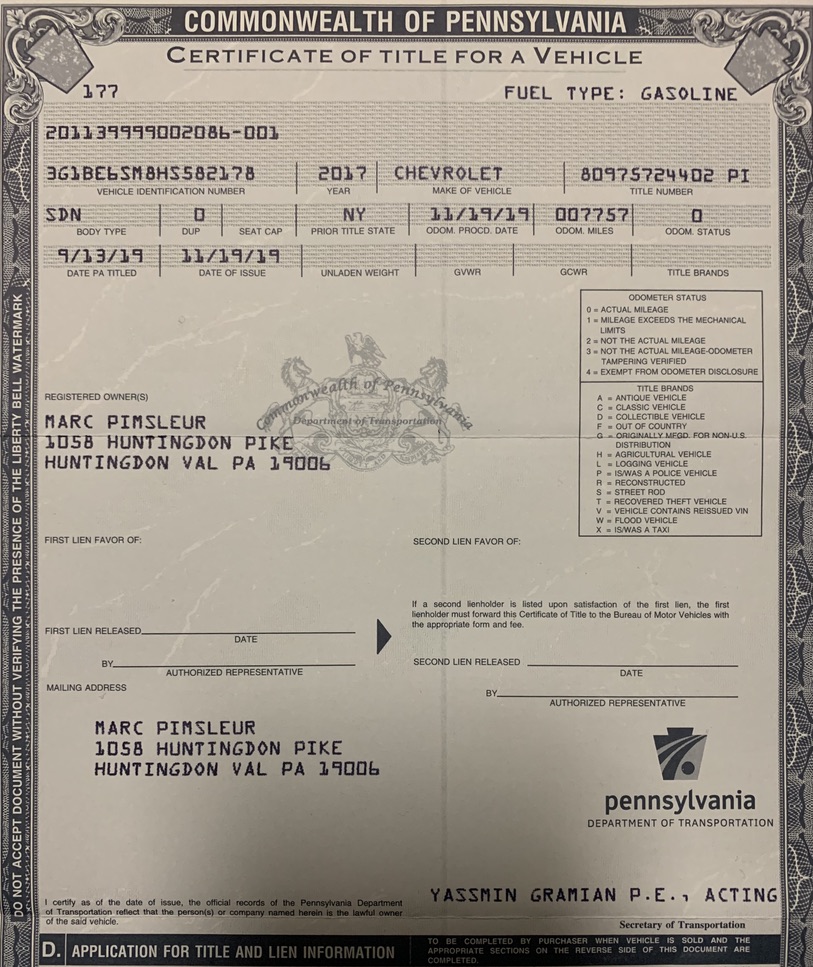 COMMONWEALTH OF PENNSYLVANIA
CERTIFICATE OF TITLE FOR A VEHICLE
177 FUEL TYPE: GASOLINE
201139999002086-001
3G1BE6SM8HS582178 2017 CHEVROLET 80975724402 PI
VEHICLE IDENTIFICATION NUMBER YEAR MAKE OF VEHICLE TITLE NUMBER
SDN 0 NY 11/19/19 007757 0
BODY TYPE DUP SEAT CAP PRIOR TITLE STATE ODOM. PROCD. DATE ODOM. MILES ODOM. STATUS
9/13/19 11/19/19
DATE PA TITLED DATE OF ISSUE UNLADEN WEIGHT GVWR GCWR TITLE BRANDS
ODOMETER STATUS
0 = ACTUAL MILEAGE
1 = MILEAGE EXCEEDS THE MECHANICAL
LIMITS
2 = NOT THE ACTUAL MILEAGE
3 = NOT THE ACTUAL MILEAGE-ODOMETER
TAMPERING VERIFIED
4 = EXEMPT FROM ODOMETER DISCLOSURE
TITLE BRANDS
A = ANTIQUE VEHICLE
C = CLASSIC VEHICLE
D = COLLECTIBLE VEHICLE
F = OUT OF COUNTRY
G = ORIGINALLY MFGD. FOR NON-U.S.
DISTRIBUTION
H = AGRICULTURAL VEHICLE
L = LOGGING VEHICLE
P = IS/WAS A POLICE VEHICLE
R = RECONSTRUCTED
S = STREET ROD
T = RECOVERED THEFT VEHICLE
V = VEHICLE CONTAINS REISSUED VIN
W = FLOOD VEHICLE
X = IS/WAS A TAXI
Commonwealth of Pennsylvania
Department of Transportation
REGISTERED OWNER(S)
MARC PIMSLEUR
1058 HUNTINGDON PIKE
HUNTINGDON VAL PA 19006
FIRST LIEN FAVOR OF: SECOND LIEN FAVOR OF:
If a second lienholder is listed upon satisfaction of the first lien, the first
lienholder must forward this Certificate of Title to the Bureau of Motor Vehicles with
the appropriate form and fee.
FIRST LIEN RELEASED
DATE
BY
AUTHORIZED REPRESENTATIVE
SECOND LIEN RELEASED
DATE
BY
AUTHORIZED REPRESENTATIVE
MAILING ADDRESS
MARC PIMSLEUR
1058 HUNTINGDON PIKE
HUNTINGDON VAL PA 19006
pennsylvania
DEPARTMENT OF TRANSPORTATION
I certify as of the date of issue, the official records of the Pennsylvania Department
of Transportation reflect that the person(s) or company named herein is the lawful owner
of the said vehicle.
YASSMIN GRAMIAN P.E., ACTING
Secretary of Transportation
D. APPLICATION FOR TITLE AND LIEN INFORMATION
TO BE COMPLETED BY PURCHASER WHEN VEHICLE IS SOLD AND THE
APPROPRIATE SECTIONS ON THE REVERSE SIDE OF THIS DOCUMENT ARE
COMPLETED.
DO NOT ACCEPT DOCUMENT WITHOUT VERIFYING THE PRESENCE OF THE LIBERTY BELL WATERMARK